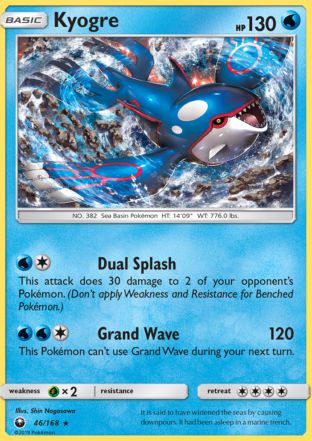 BASIC Kyogre HP 130
NO. 382 Sea Basin Pokémon HT: 14'09" WT: 776.0 lbs.
Dual Splash
This attack does 30 damage to 2 of your opponent's
Pokémon. (Don't apply Weakness and Resistance for Benched
Pokémon.)
Grand Wave 120
This Pokémon can't use Grand Wave during your next turn.
weakness ×2 resistance retreat
Illus. Shin Nagasawa
46/168 ★
©2018 Pokémon
It is said to have widened the seas by causing
downpours. It had been asleep in a marine trench.